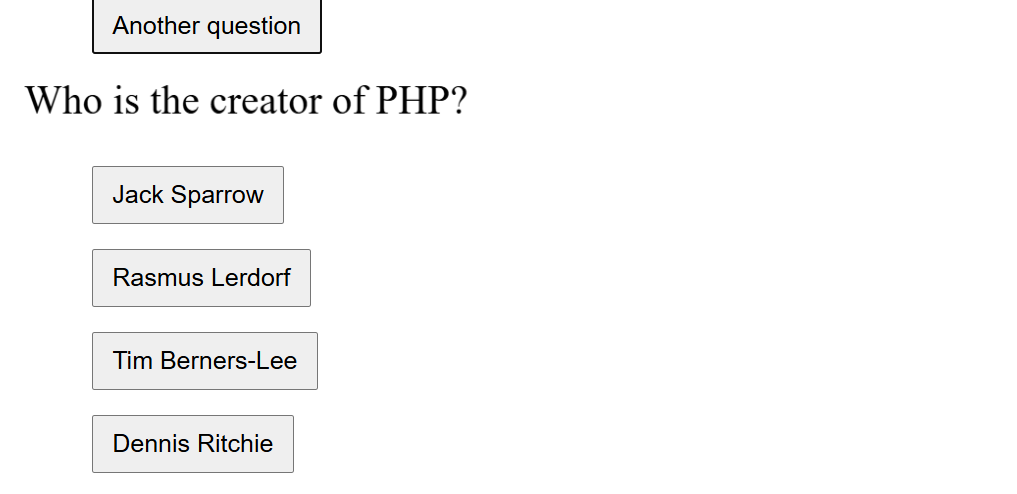 Another question
Who is the creator of PHP?
Jack Sparrow
Rasmus Lerdorf
Tim Berners-Lee
Dennis Ritchie